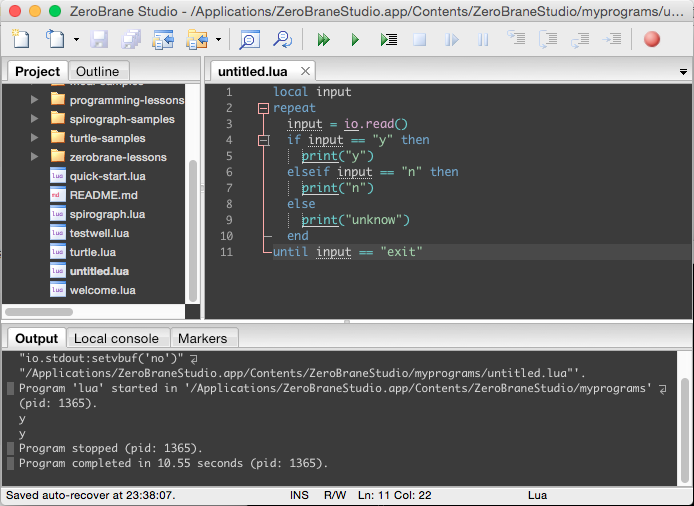 ZeroBrane Studio - /Applications/ZeroBraneStudio.app/Contents/ZeroBraneStudio/myprograms/u...
Project
Outline
programming-lessons
spirograph-samples
turtle-samples
zerobrane-lessons
quick-start.lua
README.md
spirograph.lua
testwell.lua
turtle.lua
untitled.lua
welcome.lua
untitled.lua
1 local input
2 repeat
3 input = io.read()
4 if input == "y" then
5 print("y")
6 elseif input == "n" then
7 print("n")
8 else
9 print("unknow")
10 end
11 until input == "exit"
Output
Local console
Markers
"io.stdout:setvbuf('no')"
"/Applications/ZeroBraneStudio.app/Contents/ZeroBraneStudio/myprograms/untitled.lua"'.
Program 'lua' started in '/Applications/ZeroBraneStudio.app/Contents/ZeroBraneStudio/myprograms'
(pid: 1365).
y
y
Program stopped (pid: 1365).
Program completed in 10.55 seconds (pid: 1365).
Saved auto-recover at 23:38:07.
INS
R/W
Ln: 11 Col: 22
Lua